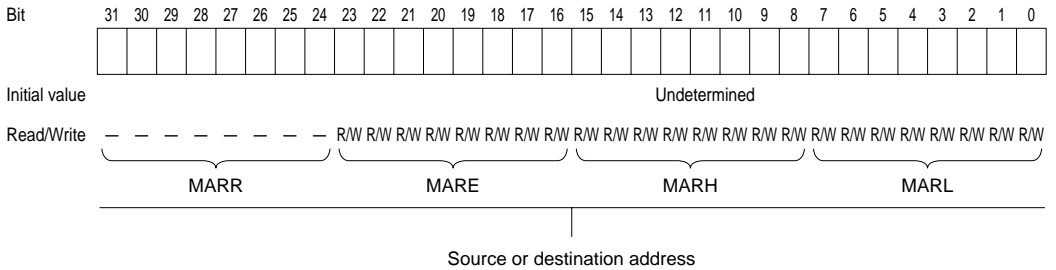 Bit 31 30 29 28 27 26 25 24 23 22 21 20 19 18 17 16 15 14 13 12 11 10 9 8 7 6 5 4 3 2 1 0
Initial value Undetermined
Read/Write — — — — — — — — R/W R/W R/W R/W R/W R/W R/W R/W R/W R/W R/W R/W R/W R/W R/W R/W R/W R/W R/W R/W R/W R/W R/W R/W
MARR MARE MARH MARL
Source or destination address